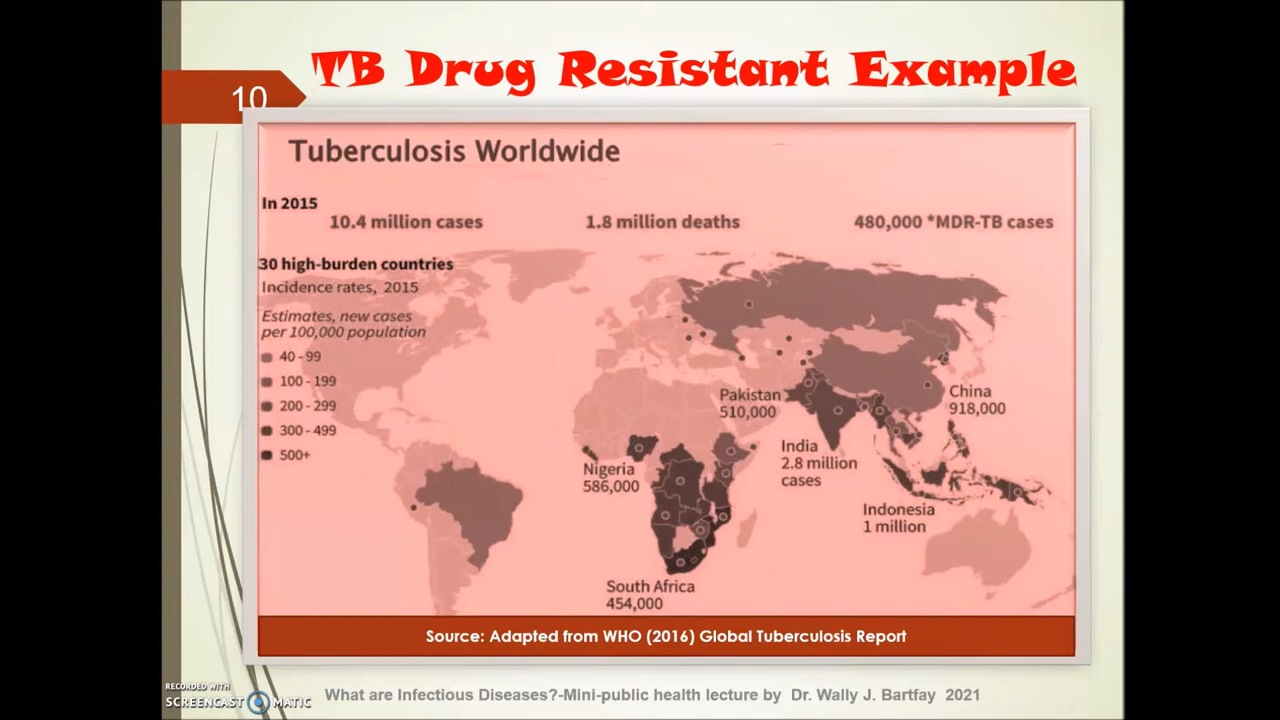 TB Drug Resistant Example
10
Tuberculosis Worldwide
In 2015
10.4 million cases 1.8 million deaths 480,000 *MDR-TB cases
30 high-burden countries
Incidence rates, 2015
Estimates, new cases
per 100,000 population
40 - 99
100 - 199
200 - 299
300 - 499
500+
Pakistan
510,000
China
918,000
India
2.8 million
cases
Nigeria
586,000
Indonesia
1 million
South Africa
454,000
Source: Adapted from WHO (2016) Global Tuberculosis Report
RECORDED WITH
SCREENCAST MATIC
What are Infectious Diseases?-Mini-public health lecture by Dr. Wally J. Bartfay 2021